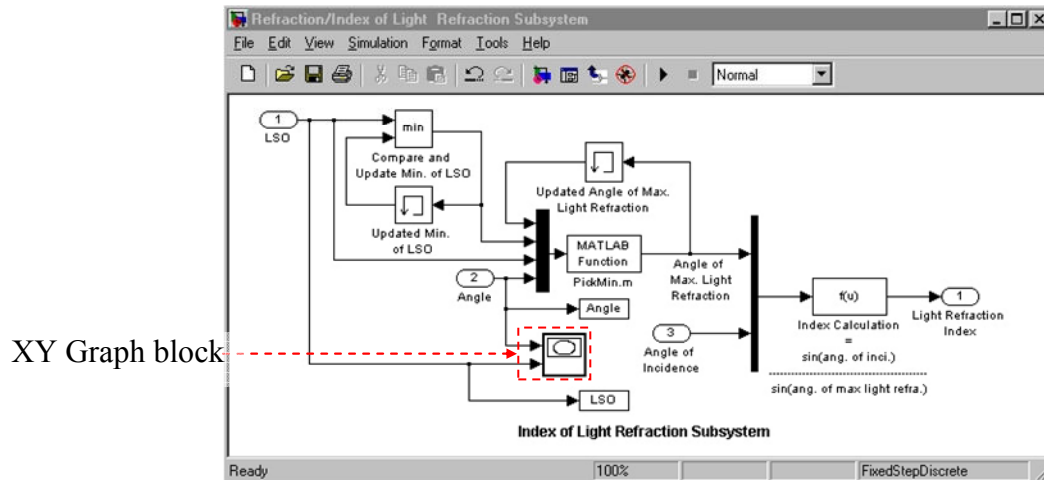 Refraction/Index of Light Refraction Subsystem
File Edit View Simulation Format Tools Help
Normal
1
LSO
min
Compare and
Update Min. of LSO
Updated Min.
of LSO
Updated Angle of Max.
Light Refraction
MATLAB
Function
PickMin.m
2
Angle
Angle
Angle of
Max. Light
Refraction
3
Angle of
Incidence
f(u)
Index Calculation
=
sin(ang. of inci.)
sin(ang. of max light refra.)
1
Light Refraction
Index
XY Graph block
LSO
Index of Light Refraction Subsystem
Ready 100% FixedStepDiscrete